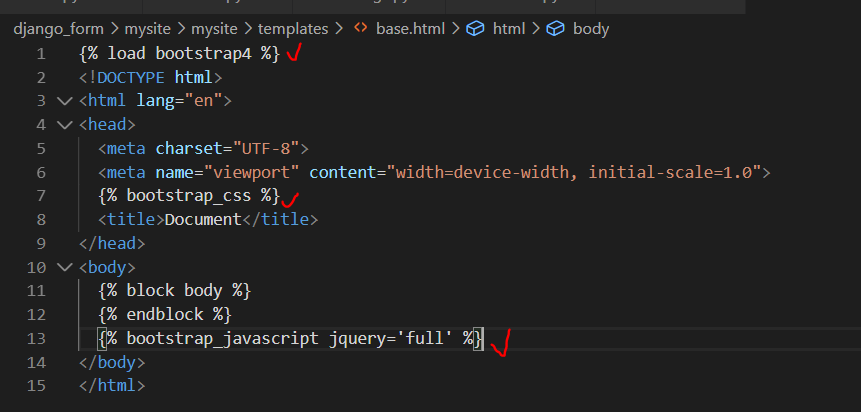 django_form > mysite > mysite > templates > base.html > html > body
1 {% load bootstrap4 %}
2 <!DOCTYPE html>
3 <html lang="en">
4 <head>
5 <meta charset="UTF-8">
6 <meta name="viewport" content="width=device-width, initial-scale=1.0">
7 {% bootstrap_css %}
8 <title>Document</title>
9 </head>
10 <body>
11 {% block body %}
12 {% endblock %}
13 {% bootstrap_javascript jquery='full' %}
14 </body>
15 </html>